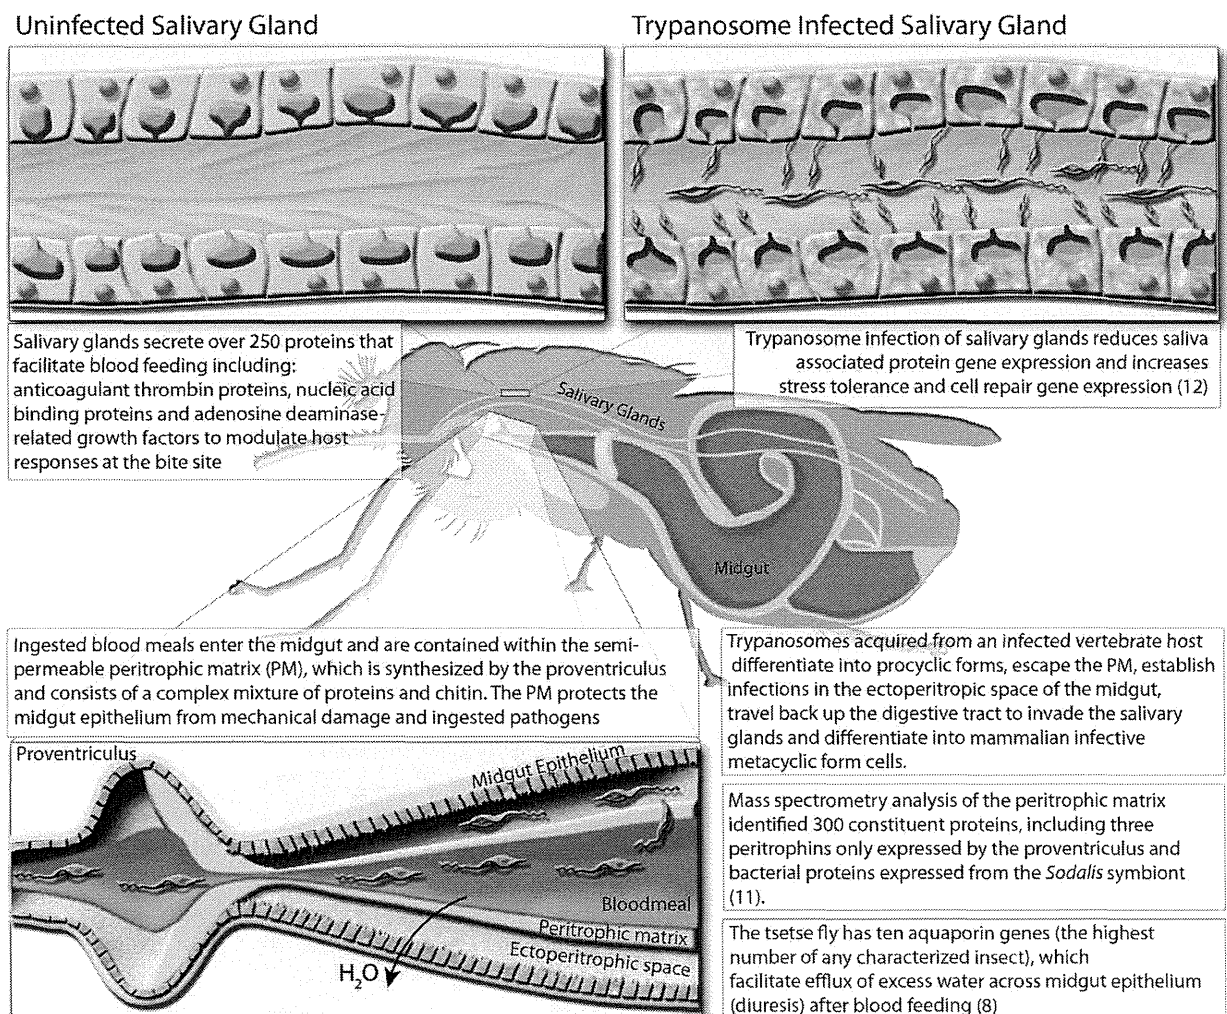 Uninfected Salivary Gland
Trypanosome Infected Salivary Gland
Salivary glands secrete over 250 proteins that
facilitate blood feeding including:
anticoagulant thrombin proteins, nucleic acid
binding proteins and adenosine deaminase-
related growth factors to modulate host
responses at the bite site
Trypanosome infection of salivary glands reduces saliva
associated protein gene expression and increases
stress tolerance and cell repair gene expression (12)
Salivary Glands
Midgut
Ingested blood meals enter the midgut and are contained within the semi-
permeable peritrophic matrix (PM), which is synthesized by the proventriculus
and consists of a complex mixture of proteins and chitin. The PM protects the
midgut epithelium from mechanical damage and ingested pathogens
Trypanosomes acquired from an infected vertebrate host
differentiate into procyclic forms, escape the PM, establish
infections in the ectoperitropic space of the midgut,
travel back up the digestive tract to invade the salivary
glands and differentiate into mammalian infective
metacyclic form cells.
Proventriculus
Midgut Epithelium
Bloodmeal
Peritrophic matrix
Ectoperitrophic space
H₂O
Mass spectrometry analysis of the peritrophic matrix
identified 300 constituent proteins, including three
peritrophins only expressed by the proventriculus and
bacterial proteins expressed from the Sodalis symbiont
(11).
The tsetse fly has ten aquaporin genes (the highest
number of any characterized insect), which
facilitate efflux of excess water across midgut epithelium
(diuresis) after blood feeding (8)